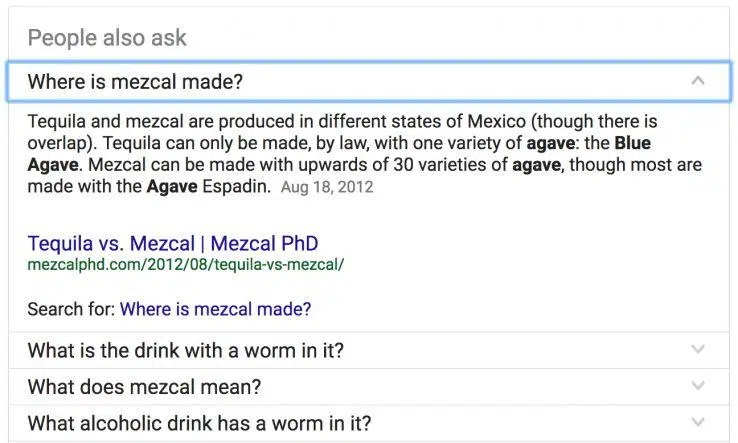 People also ask
Where is mezcal made?
Tequila and mezcal are produced in different states of Mexico (though there is
overlap). Tequila can only be made, by law, with one variety of agave: the Blue
Agave. Mezcal can be made with upwards of 30 varieties of agave, though most are
made with the Agave Espadin. Aug 18, 2012
Tequila vs. Mezcal | Mezcal PhD
mezcalphd.com/2012/08/tequila-vs-mezcal/
Search for: Where is mezcal made?
What is the drink with a worm in it?
What does mezcal mean?
What alcoholic drink has a worm in it?